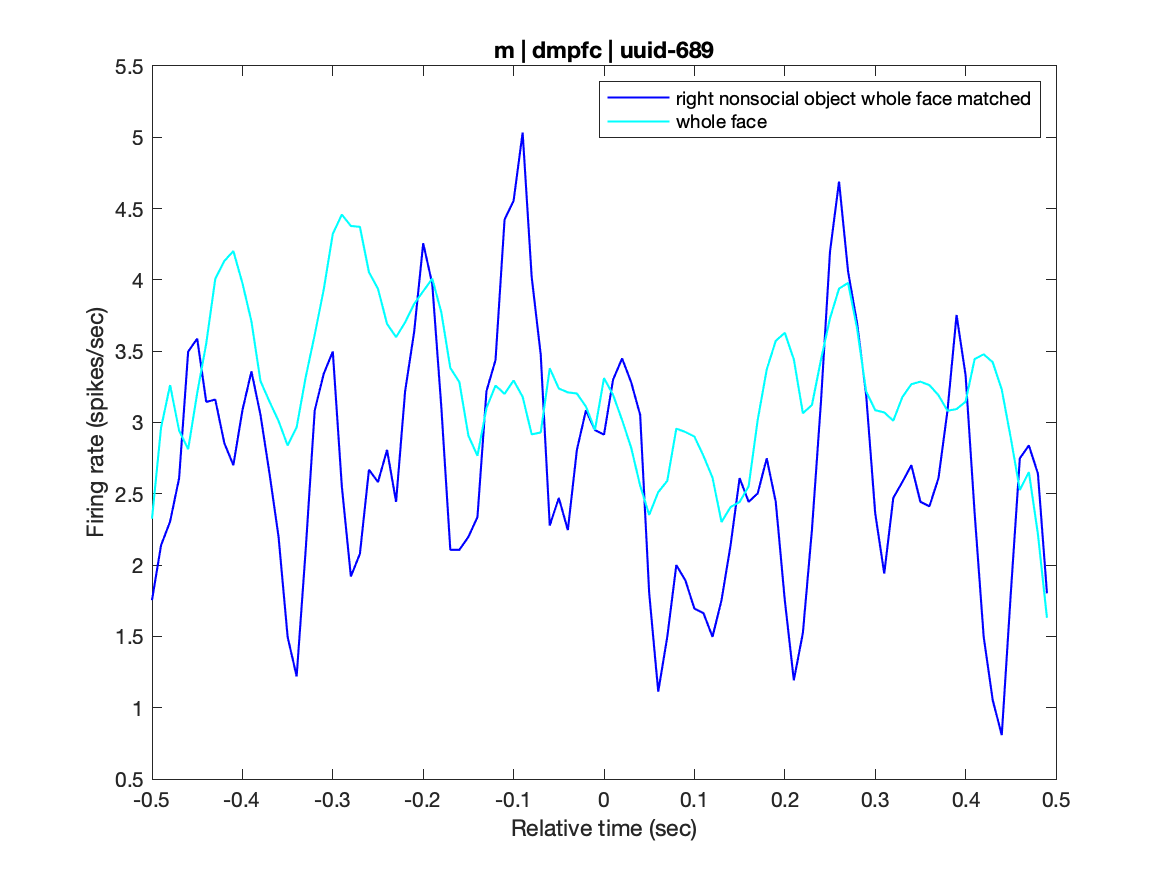 m | dmpfc | uuid-689
right nonsocial object whole face matched
whole face
Firing rate (spikes/sec)
5.5
5
4.5
4
3.5
3
2.5
2
1.5
1
0.5
-0.5 -0.4 -0.3 -0.2 -0.1 0 0.1 0.2 0.3 0.4 0.5
Relative time (sec)